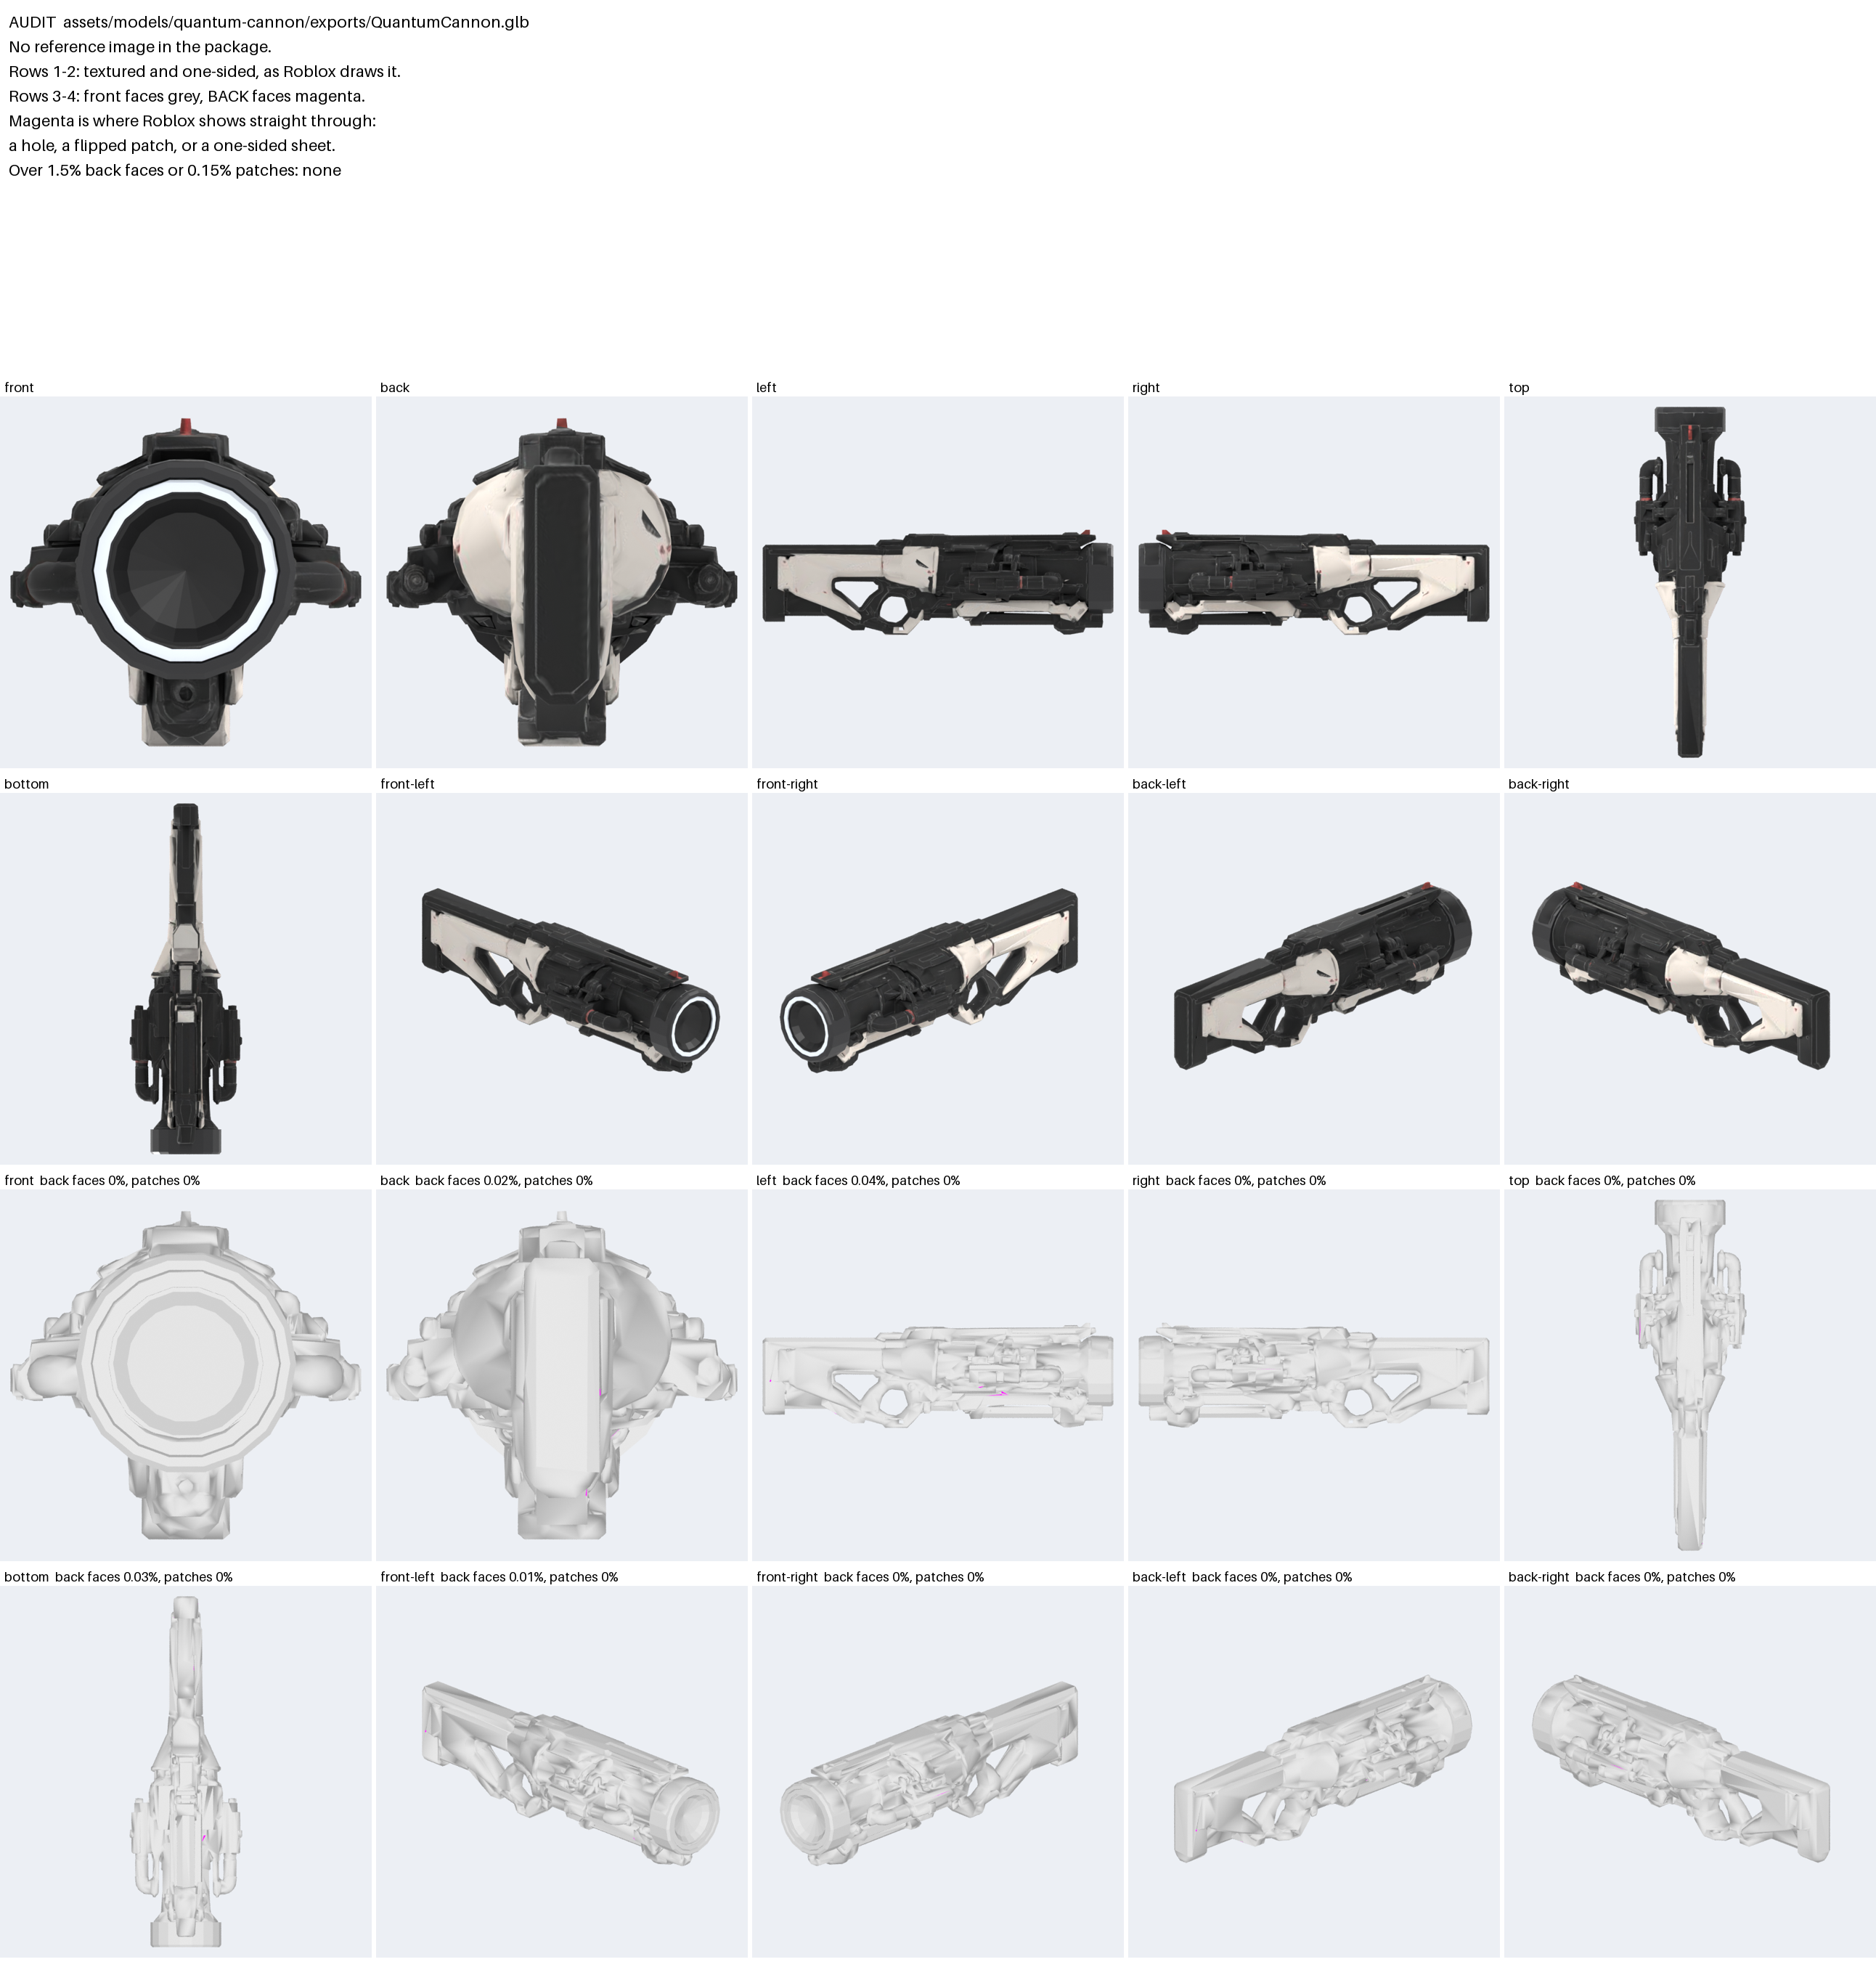 AUDIT assets/models/quantum-cannon/exports/QuantumCannon.glb
No reference image in the package.
Rows 1-2: textured and one-sided, as Roblox draws it.
Rows 3-4: front faces grey, BACK faces magenta.
Magenta is where Roblox shows straight through:
a hole, a flipped patch, or a one-sided sheet.
Over 1.5% back faces or 0.15% patches: none
front
back
left
right
top
bottom
front-left
front-right
back-left
back-right
front back faces 0%, patches 0%
back back faces 0.02%, patches 0%
left back faces 0.04%, patches 0%
right back faces 0%, patches 0%
top back faces 0%, patches 0%
bottom back faces 0.03%, patches 0%
front-left back faces 0.01%, patches 0%
front-right back faces 0%, patches 0%
back-left back faces 0%, patches 0%
back-right back faces 0%, patches 0%